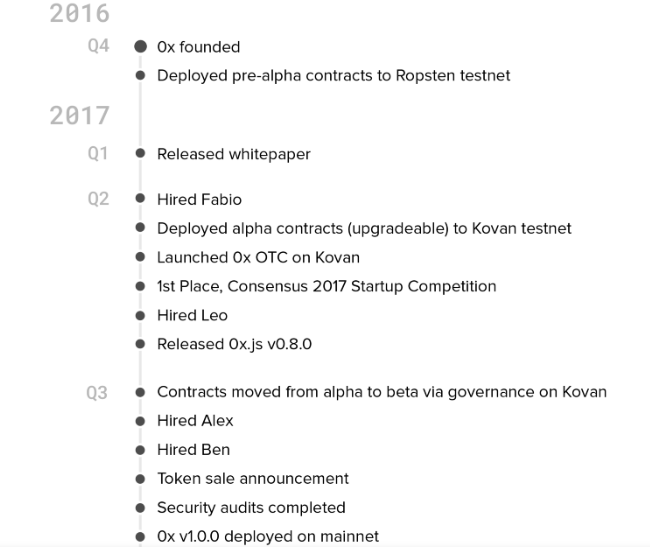 2016
Q4 0x founded
Deployed pre-alpha contracts to Ropsten testnet
2017
Q1 Released whitepaper
Q2 Hired Fabio
Deployed alpha contracts (upgradeable) to Kovan testnet
Launched 0x OTC on Kovan
1st Place, Consensus 2017 Startup Competition
Hired Leo
Released 0x.js v0.8.0
Q3 Contracts moved from alpha to beta via governance on Kovan
Hired Alex
Hired Ben
Token sale announcement
Security audits completed
0x v1.0.0 deployed on mainnet